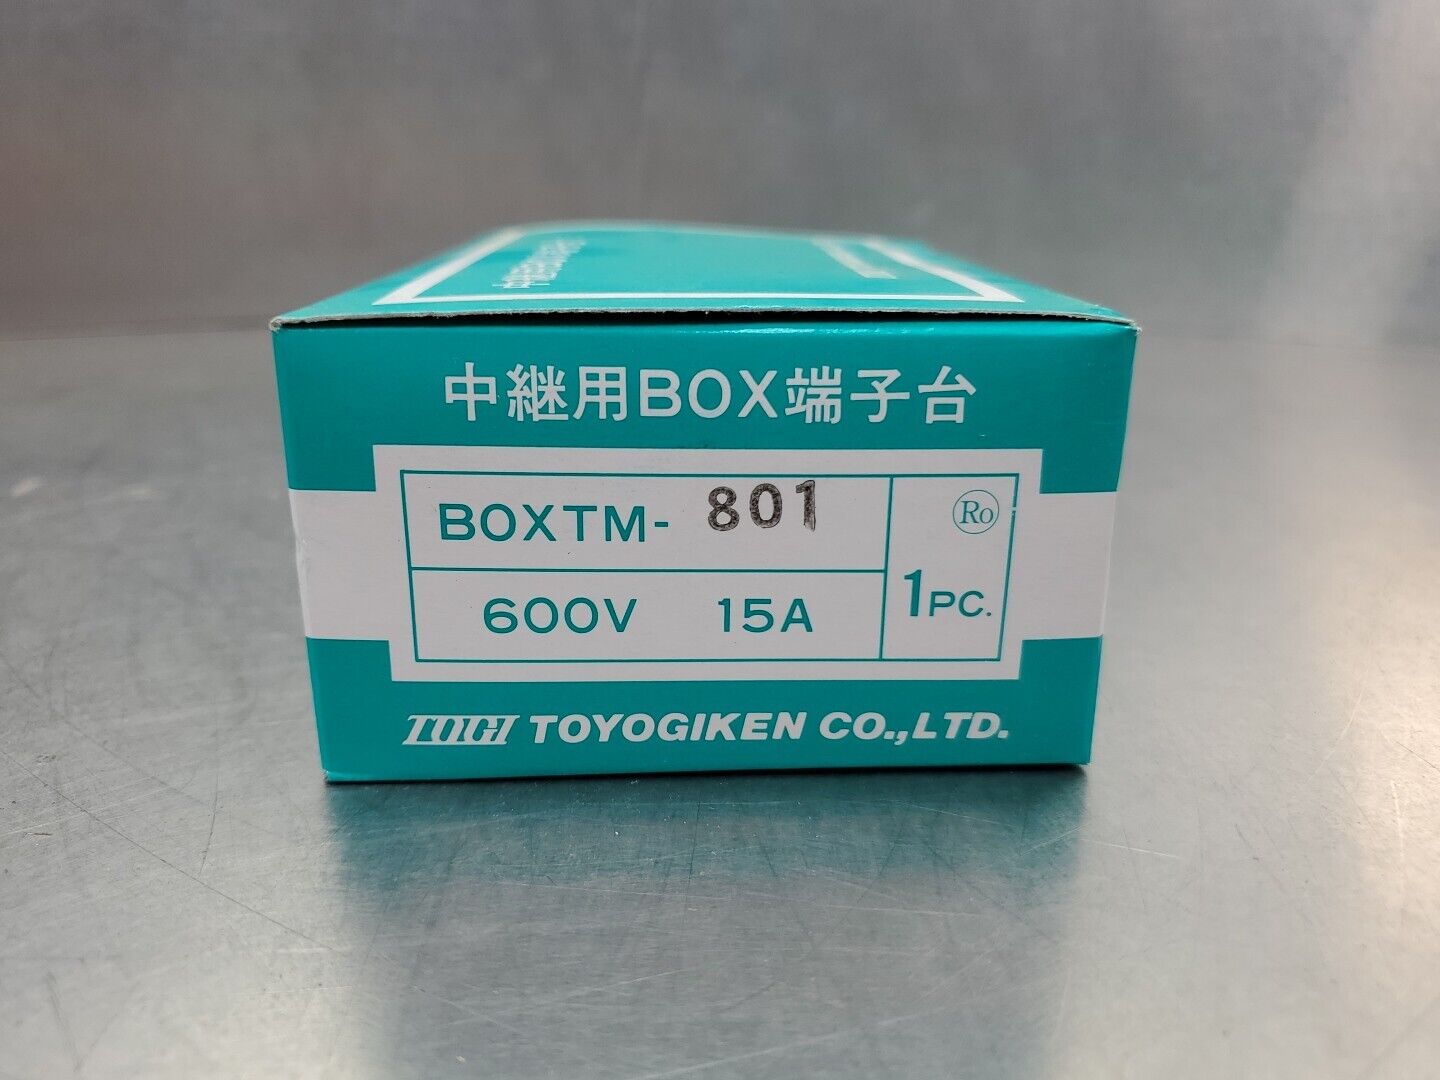 中継用BOX端子台
BOXTM-801
Ro
600V 15A
1PC.
TOGI TOYOGIKEN CO.,LTD.